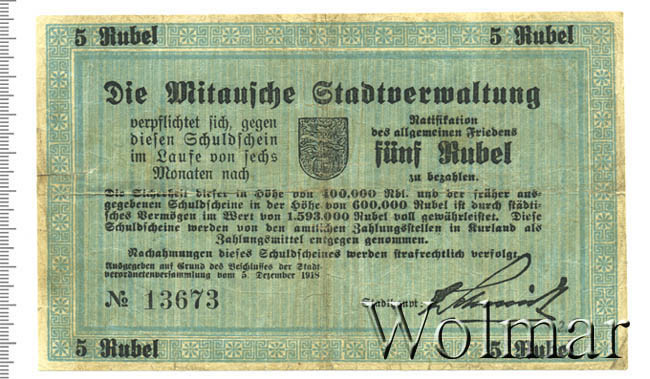 5 Rubel
5 Rubel
Die Mitausche Stadtverwaltung
verpflichtet sich, gegen
diesen Schuldschein
im Laufe von sechs
Monaten nach
Ratifikation
des allgemeinen Friedens
fünf Rubel
zu bezahlen.
Die Sicherheit dieser in Höhe von 400.000 Rbl. und der früher aus-
gegebenen Schuldscheine in der Höhe von 600.000 Rubel ist durch städti-
sches Vermögen im Wert von 1.593.000 Rubel voll gewährleistet. Diese
Schuldscheine werden von den amtlichen Zahlungsstellen in Kurland als
Zahlungsmittel entgegen genommen.
Nachahmungen dieses Schuldscheines werden strafrechtlich verfolgt.
Ausgegeben auf Grund des Beschlusses der Stadt-
verordnetenversammlung vom 5. Dezember 1918
№ 13673
Stadthaupt:
5 Rubel
5 Rubel
Wolmar